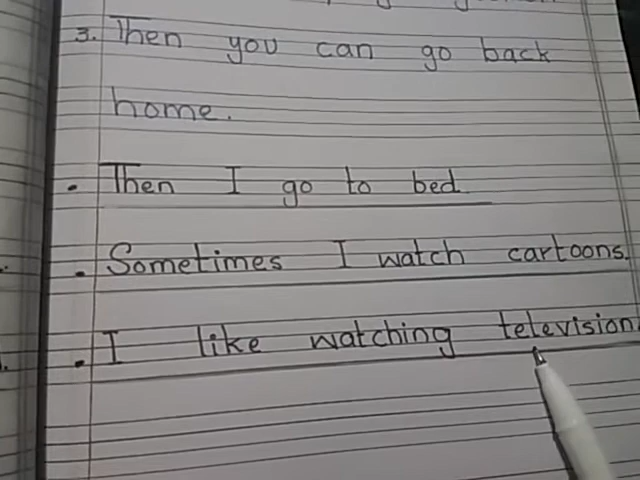 3. Then you can go back
home.
. Then I go to bed
. Sometimes I watch cartoons.
. I like watching television